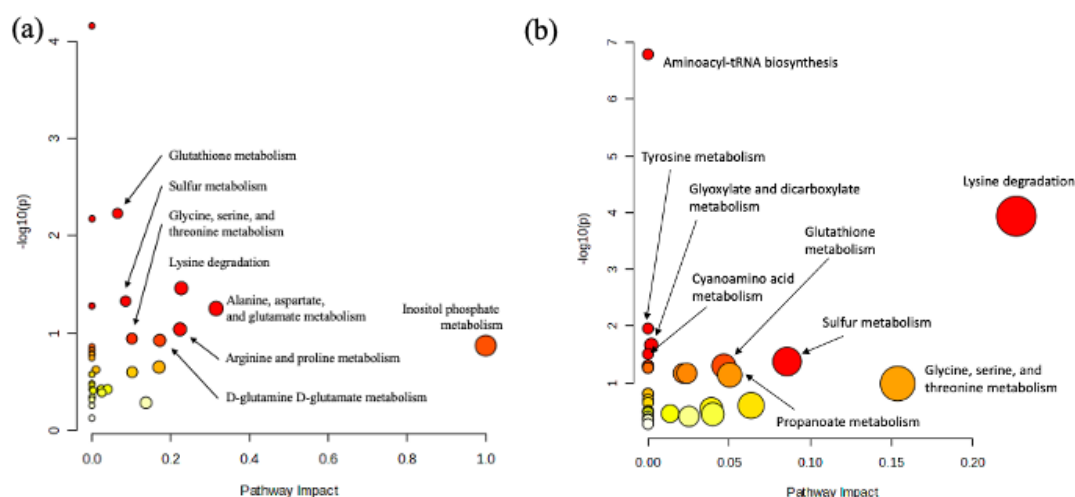 (a)
4
3
2
1
0
-log10(p)
Glutathione metabolism
Sulfur metabolism
Glycine, serine, and
threonine metabolism
Lysine degradation
Alanine, aspartate,
and glutamate metabolism
Inositol phosphate
metabolism
Arginine and proline metabolism
D-glutamine D-glutamate metabolism
0.0
0.2
0.4
0.6
0.8
1.0
Pathway Impact
(b)
7
6
5
4
3
2
1
-log10(p)
Aminoacyl-tRNA biosynthesis
Tyrosine metabolism
Glyoxylate and dicarboxylate
metabolism
Lysine degradation
Glutathione
metabolism
Cyanoamino acid
metabolism
Sulfur metabolism
Glycine, serine, and
threonine metabolism
Propanoate metabolism
0.00
0.05
0.10
0.15
0.20
Pathway Impact